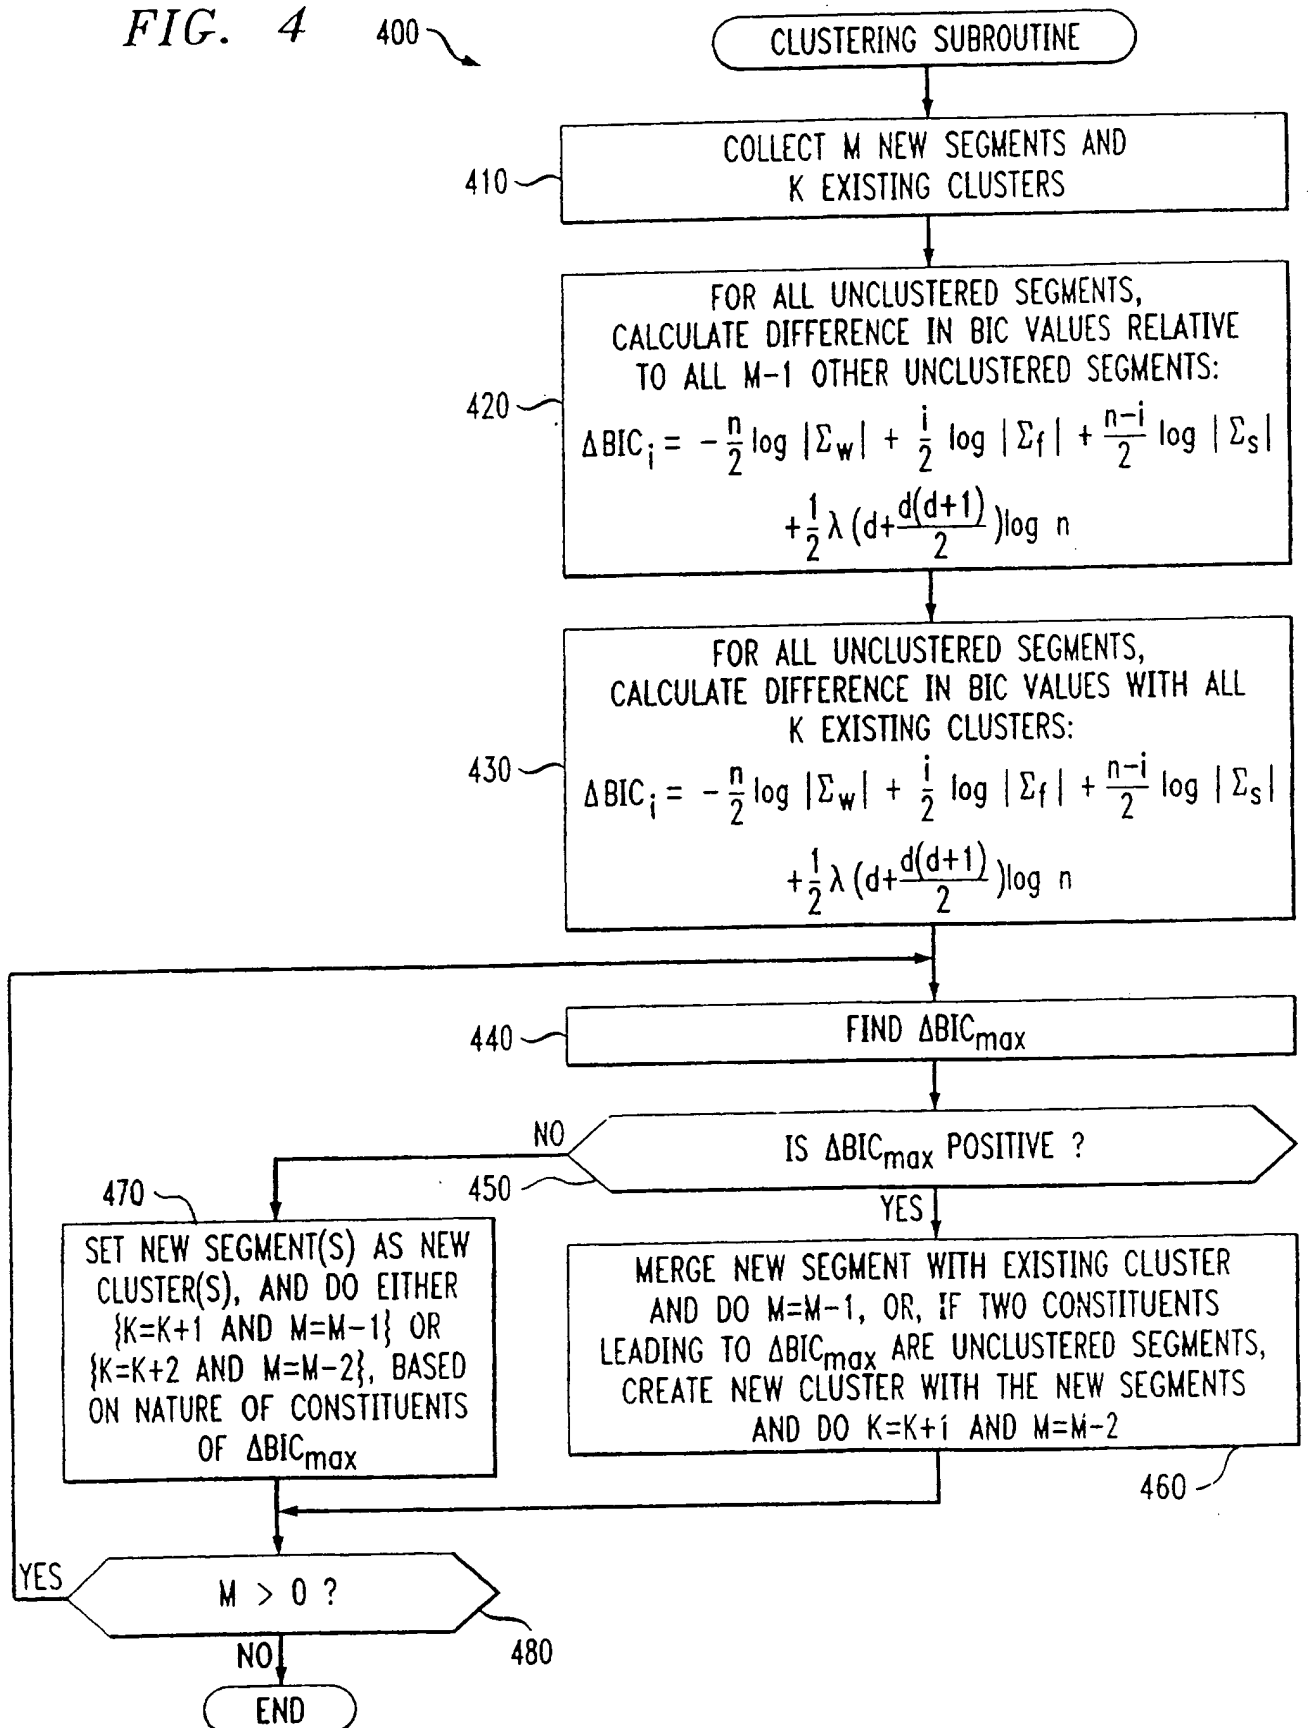 FIG. 4
400
CLUSTERING SUBROUTINE
410
COLLECT M NEW SEGMENTS AND
K EXISTING CLUSTERS
420
FOR ALL UNCLUSTERED SEGMENTS,
CALCULATE DIFFERENCE IN BIC VALUES RELATIVE
TO ALL M-1 OTHER UNCLUSTERED SEGMENTS:
ΔBIC_i = -n/2 log |Σ_w| + i/2 log |Σ_f| + (n-i)/2 log |Σ_s|
+ 1/2 λ (d + d(d+1)/2) log n
430
FOR ALL UNCLUSTERED SEGMENTS,
CALCULATE DIFFERENCE IN BIC VALUES WITH ALL
K EXISTING CLUSTERS:
ΔBIC_i = -n/2 log |Σ_w| + i/2 log |Σ_f| + (n-i)/2 log |Σ_s|
+ 1/2 λ (d + d(d+1)/2) log n
440
FIND ΔBIC_max
450
IS ΔBIC_max POSITIVE ?
NO
YES
470
SET NEW SEGMENT(S) AS NEW
CLUSTER(S), AND DO EITHER
{K=K+1 AND M=M-1} OR
{K=K+2 AND M=M-2}, BASED
ON NATURE OF CONSTITUENTS
OF ΔBIC_max
MERGE NEW SEGMENT WITH EXISTING CLUSTER
AND DO M=M-1, OR, IF TWO CONSTITUENTS
LEADING TO ΔBIC_max ARE UNCLUSTERED SEGMENTS,
CREATE NEW CLUSTER WITH THE NEW SEGMENTS
AND DO K=K+i AND M=M-2
460
YES
M > 0 ?
480
NO
END